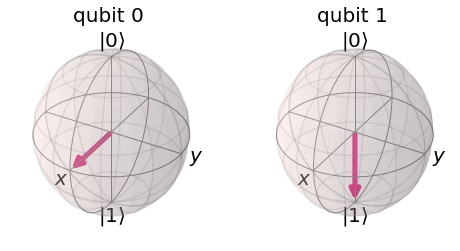 qubit 0
|0⟩
x
y
|1⟩
qubit 1
|0⟩
x
y
|1⟩